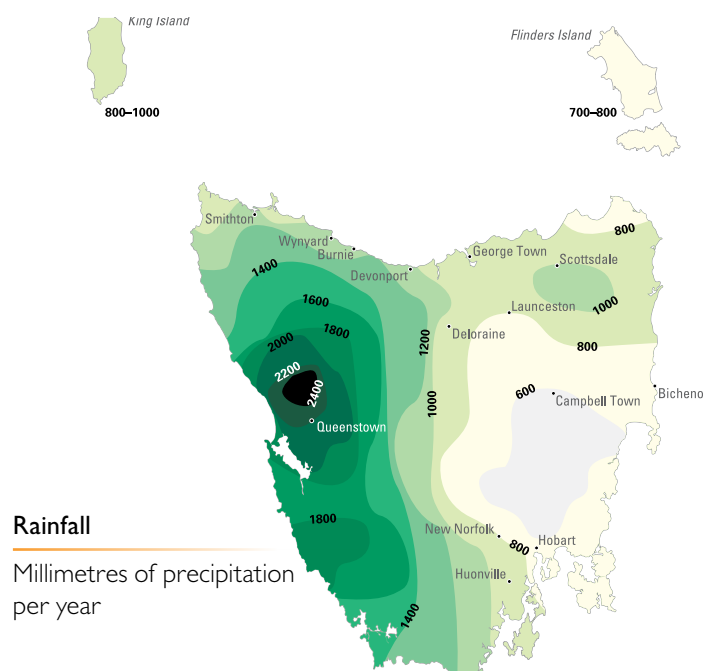 King Island
Flinders Island
800–1000
700–800
Smithton
800
Wynyard
Burnie
George Town
1400
Devonport
Scottsdale
1600
1000
Launceston
2000
1800
1200
Deloraine
800
2200
2400
1000
600
Campbell Town
Bicheno
Queenstown
1800
New Norfolk
800
Hobart
Huonville
1400
Rainfall
Millimetres of precipitation
per year